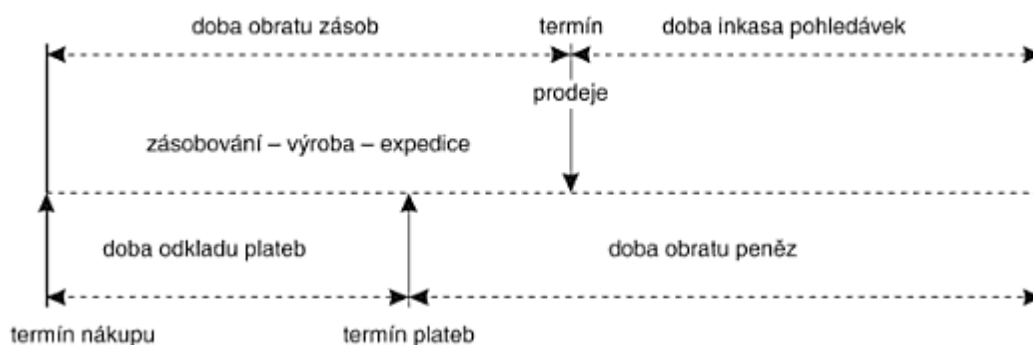 doba obratu zásob
termín
doba inkasa pohledávek
prodeje
zásobování – výroba – expedice
doba odkladu plateb
doba obratu peněz
termín nákupu
termín plateb